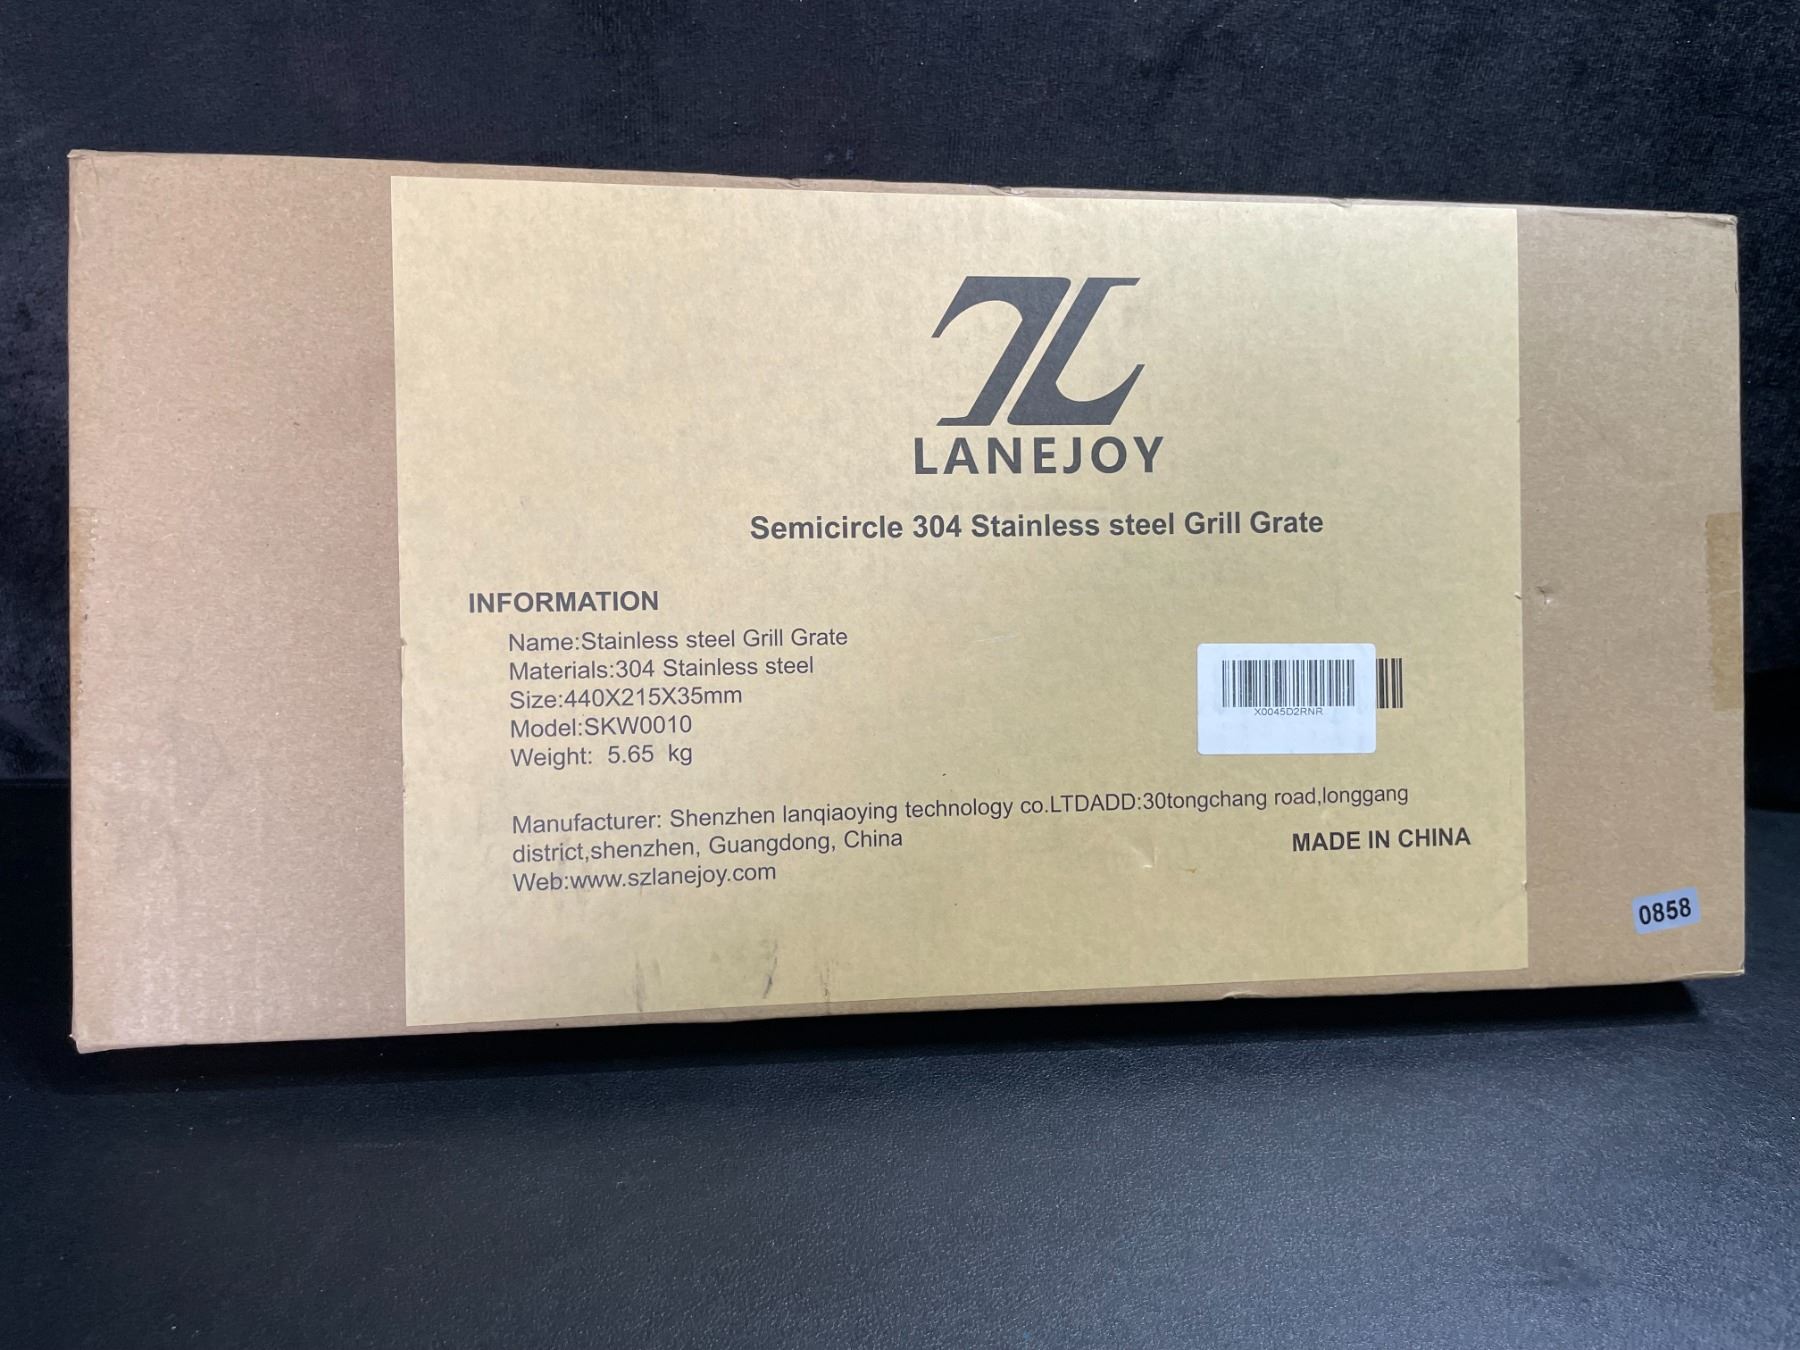 LANEJOY
Semicircle 304 Stainless steel Grill Grate
INFORMATION
Name:Stainless steel Grill Grate
Materials:304 Stainless steel
Size:440X215X35mm
Model:SKW0010
Weight: 5.65 kg
X0045D2RNR
Manufacturer: Shenzhen lanqiaoying technology co.LTDADD:30tongchang road,longgang
district,shenzhen, Guangdong, China
MADE IN CHINA
Web:www.szlanejoy.com
0858